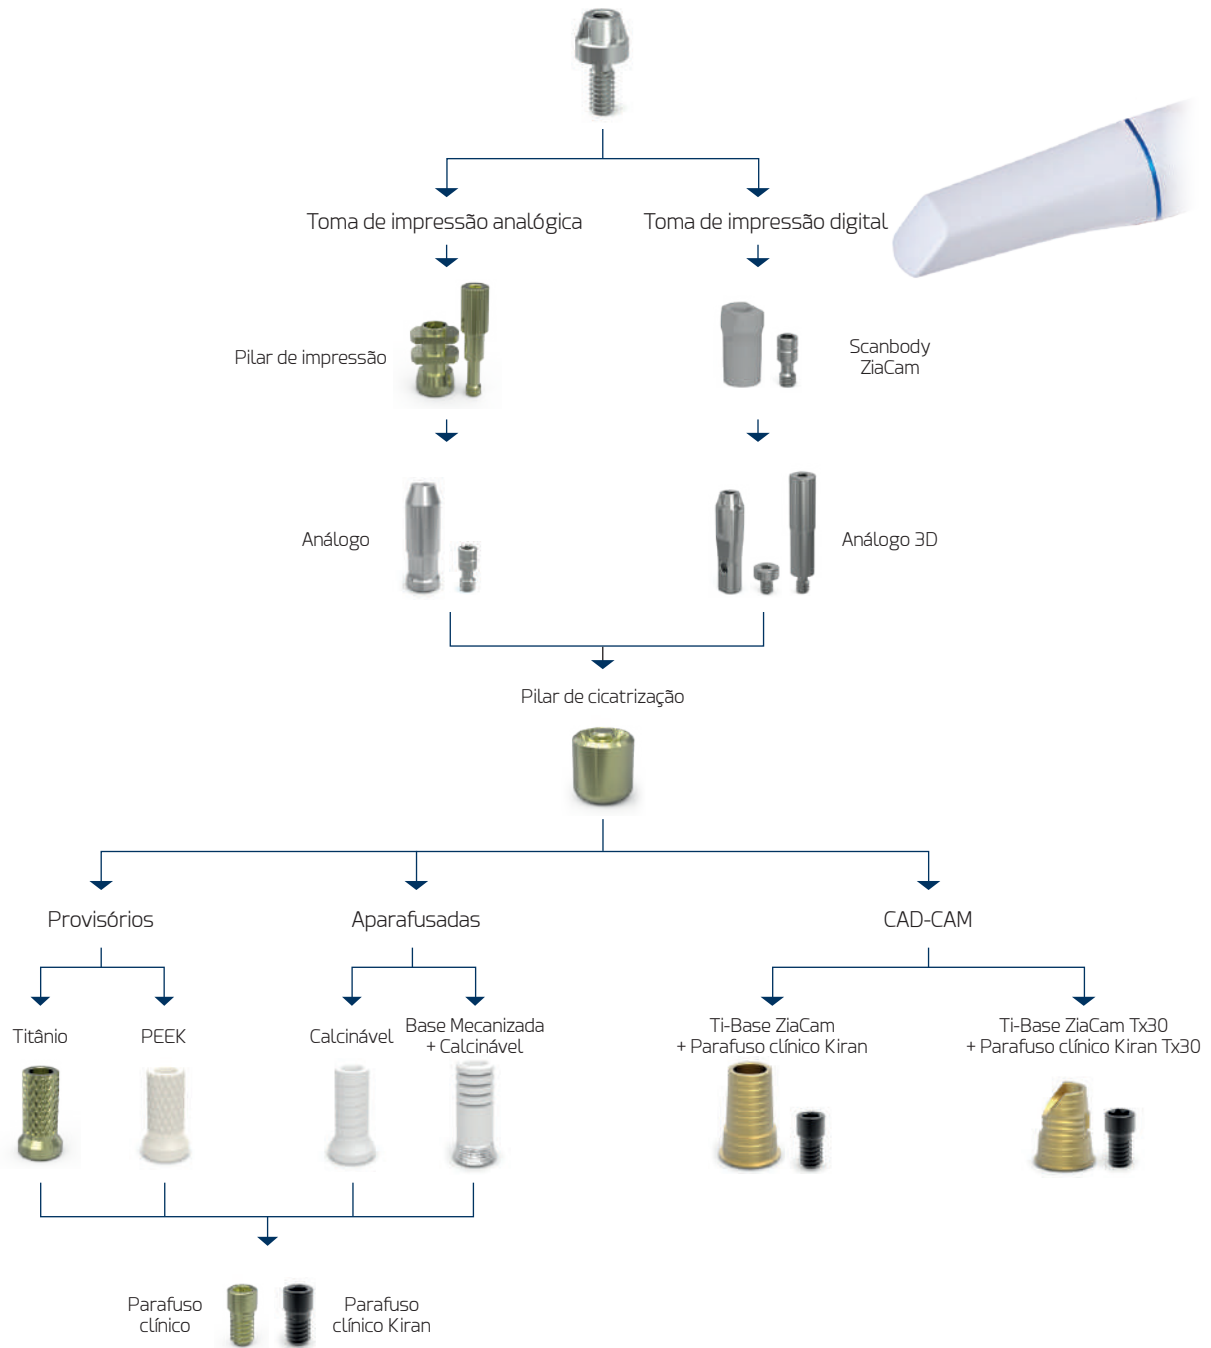 Toma de impressão analógica
Toma de impressão digital
Pilar de impressão
Scanbody
ZiaCam
Análogo
Análogo 3D
Pilar de cicatrização
Provisórios
Aparafusadas
CAD-CAM
Titânio
PEEK
Calcinável
Base Mecanizada
+ Calcinável
Ti-Base ZiaCam
+ Parafuso clínico Kiran
Ti-Base ZiaCam Tx30
+ Parafuso clínico Kiran Tx30
Parafuso
clínico
Parafuso
clínico Kiran